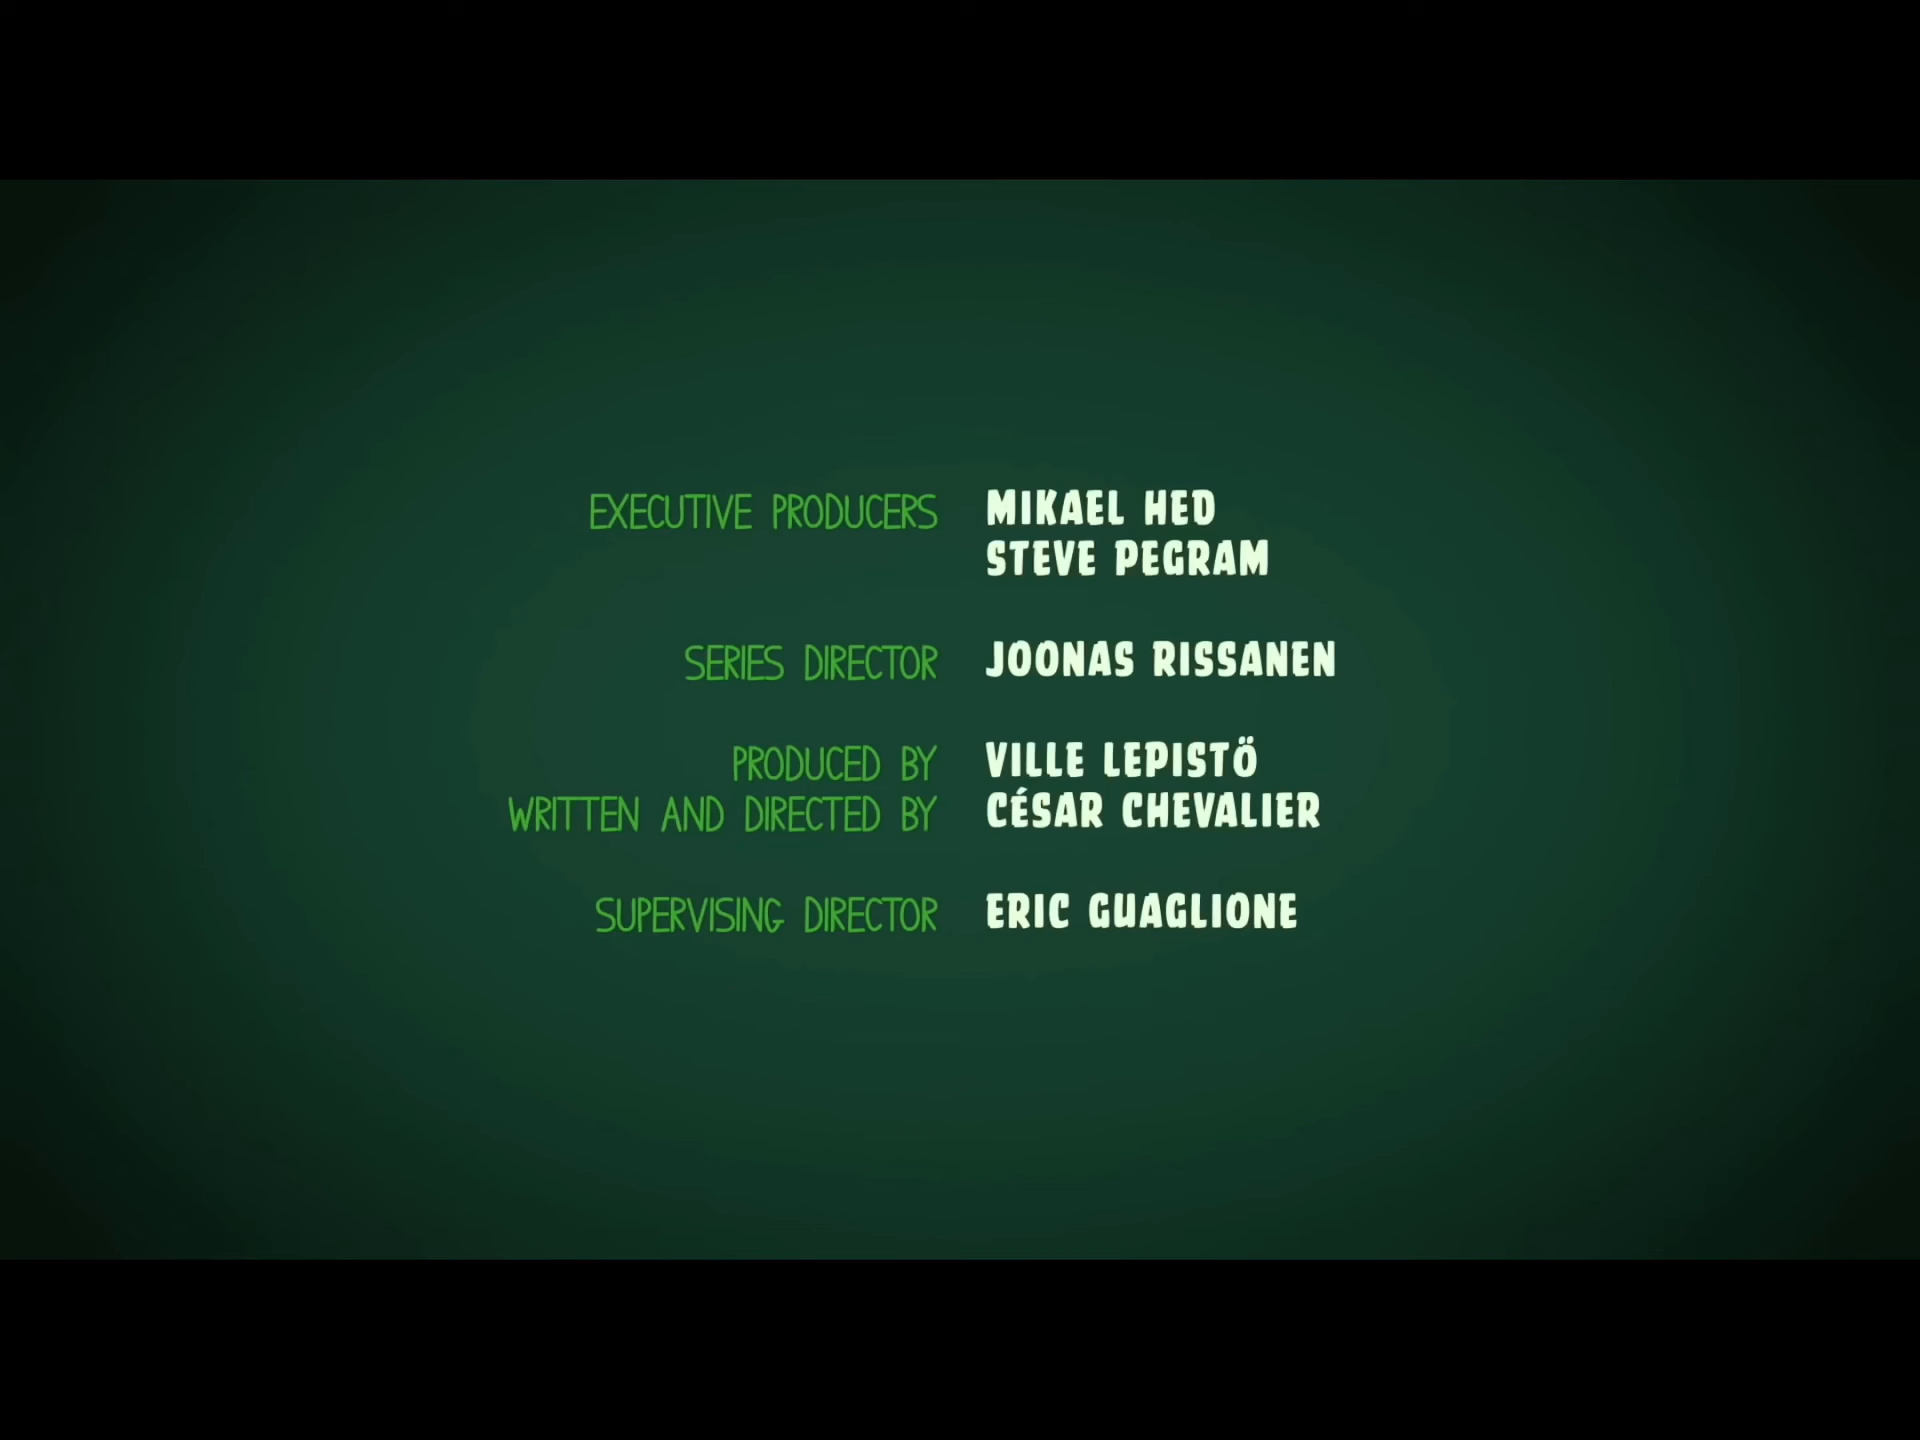 EXECUTIVE PRODUCERS MIKAEL HED
STEVE PEGRAM
SERIES DIRECTOR JOONAS RISSANEN
PRODUCED BY VILLE LEPISTÖ
WRITTEN AND DIRECTED BY CÉSAR CHEVALIER
SUPERVISING DIRECTOR ERIC GUAGLIONE